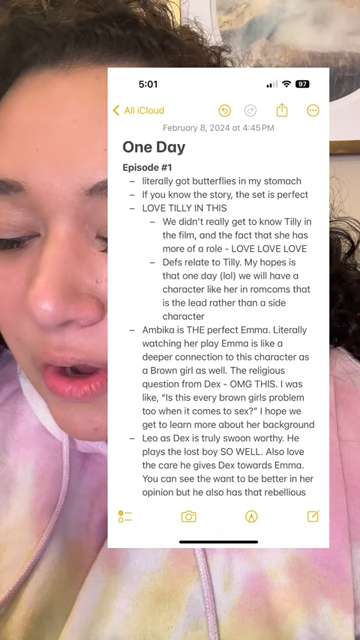 5:01
97
All iCloud
February 8, 2024 at 4:45 PM
One Day
Episode #1
– literally got butterflies in my stomach
– If you know the story, the set is perfect
– LOVE TILLY IN THIS
– We didn't really get to know Tilly in
the film, and the fact that she has
more of a role - LOVE LOVE LOVE
– Defs relate to Tilly. My hopes is
that one day (lol) we will have a
character like her in romcoms that
is the lead rather than a side
character
– Ambika is THE perfect Emma. Literally
watching her play Emma is like a
deeper connection to this character as
a Brown girl as well. The religious
question from Dex - OMG THIS. I was
like, "Is this every brown girls problem
too when it comes to sex?" I hope we
get to learn more about her background
– Leo as Dex is truly swoon worthy. He
plays the lost boy SO WELL. Also love
the care he gives Dex towards Emma.
You can see the want to be better in her
opinion but he also has that rebellious